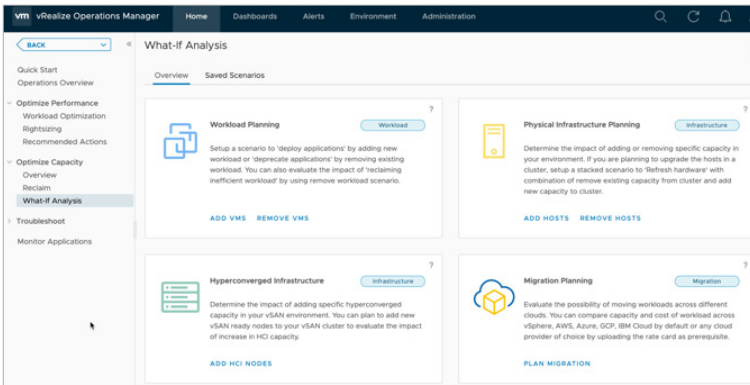 vm vRealize Operations Manager Home Dashboards Alerts Environment Administration
BACK
What-If Analysis
Quick Start
Operations Overview
Optimize Performance
Workload Optimization
Rightsizing
Recommended Actions
Optimize Capacity
Overview
Reclaim
What-If Analysis
Troubleshoot
Monitor Applications
Overview Saved Scenarios
?
Workload Planning Workload
Setup a scenario to 'deploy applications' by adding new
workload or 'deprecate applications' by removing existing
workload. You can also evaluate the impact of 'reclaiming
inefficient workload' by using remove workload scenario.
ADD VMS REMOVE VMS
?
Physical Infrastructure Planning Infrastructure
Determine the impact of adding or removing specific capacity in
your environment. If you are planning to upgrade the hosts in a
cluster, setup a stacked scenario to 'Refresh hardware' with
combination of remove existing capacity from cluster and add
new capacity to cluster.
ADD HOSTS REMOVE HOSTS
?
Hyperconverged Infrastructure Infrastructure
Determine the impact of adding specific hyperconverged
capacity in your vSAN environment. You can plan to add new
vSAN ready nodes to your vSAN cluster to evaluate the impact
of increase in HCI capacity.
ADD HCI NODES
?
Migration Planning Migration
Evaluate the possibility of moving workloads across different
clouds. You can compare capacity and cost of workload across
vSphere, AWS, Azure, GCP, IBM Cloud by default or any cloud
provider of choice by uploading the rate card as prerequisite.
PLAN MIGRATION